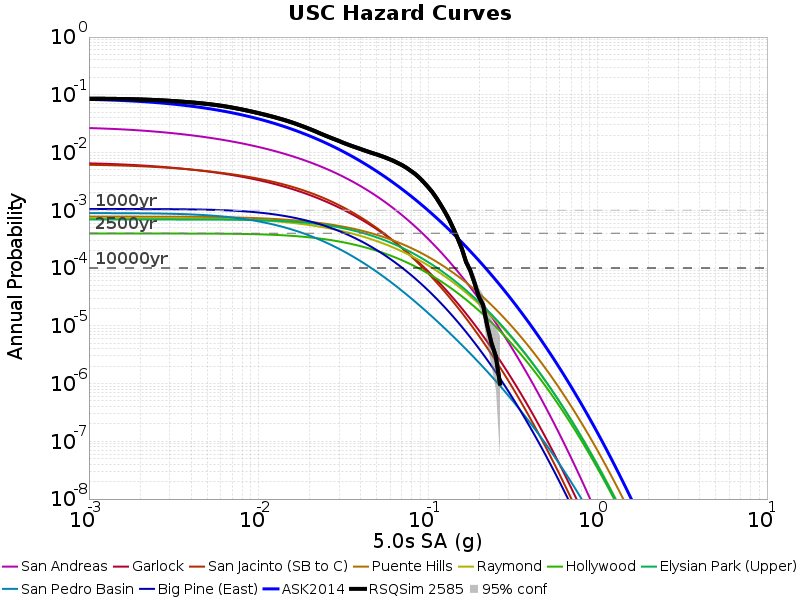 USC Hazard Curves
Annual Probability
10^0
10^-1
10^-2
10^-3
10^-4
10^-5
10^-6
10^-7
10^-8
1000yr
2500yr
10000yr
10^-3 10^-2 10^-1 10^0 10^1
5.0s SA (g)
San Andreas Garlock San Jacinto (SB to C) Puente Hills Raymond Hollywood Elysian Park (Upper)
San Pedro Basin Big Pine (East) ASK2014 RSQSim 2585 95% conf